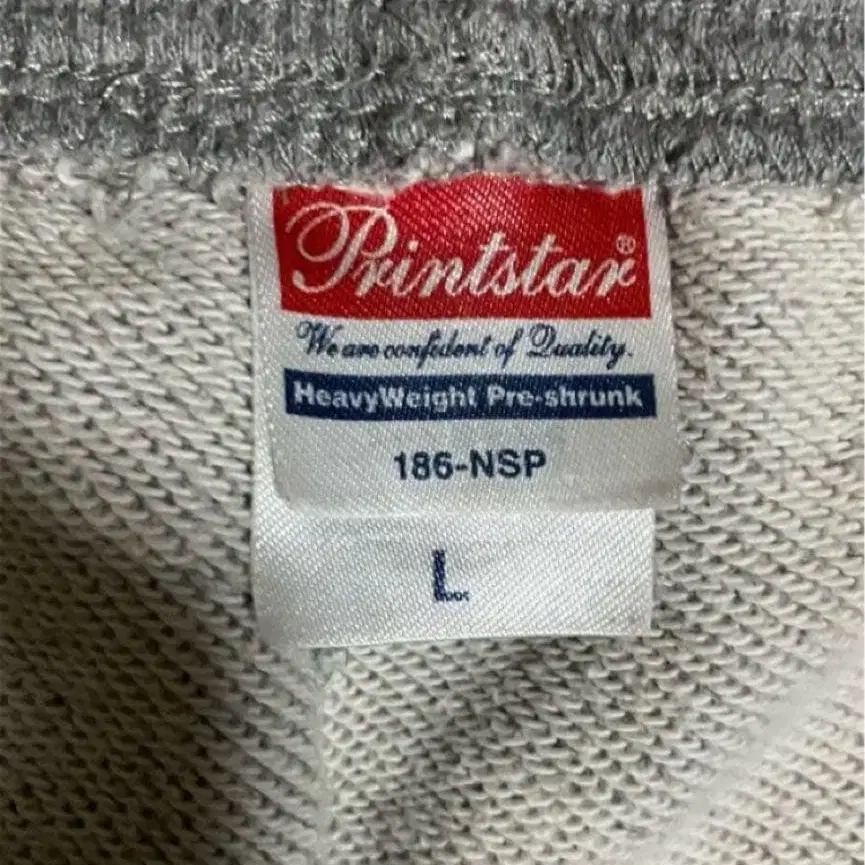 Printstar®
We are confident of Quality.
HeavyWeight Pre-shrunk
186-NSP
L